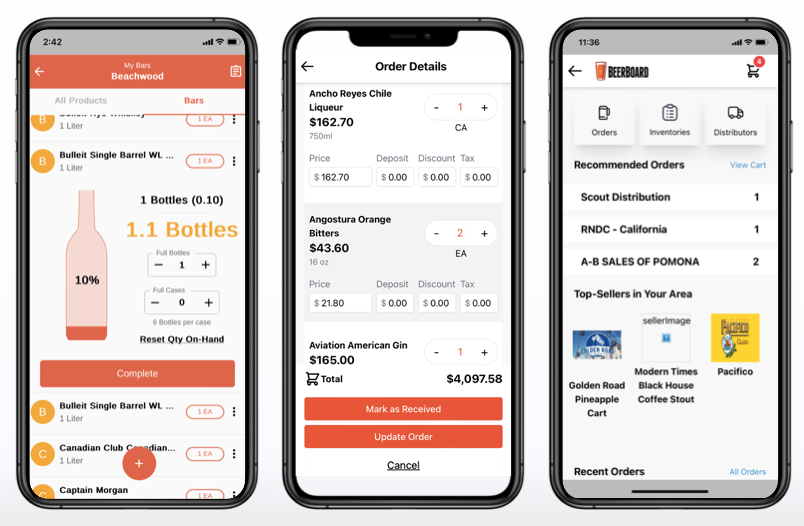 2:42
My Bars
Beachwood
All Products
Bars
B
Bulleit Rye Whiskey
1 Liter
1 EA
B
Bulleit Single Barrel WI. ...
1 Liter
1 EA
10%
1 Bottles (0.10)
1.1 Bottles
Full Bottles
− 1 +
Full Cases
− 0 +
6 Bottles per case
Reset Qty On-Hand
Complete
B
Bulleit Single Barrel WI. ...
1 Liter
1 EA
C
Canadian Club Canadian...
1 Liter
1 EA
+
C
Captain Morgan
1 EA
Order Details
Ancho Reyes Chile
Liqueur
$162.70
750ml
- 1 +
CA
Price Deposit Discount Tax
$ 162.70 $ 0.00 $ 0.00 $ 0.00
Angostura Orange
Bitters
$43.60
16 oz
- 2 +
EA
Price Deposit Discount Tax
$ 21.80 $ 0.00 $ 0.00 $ 0.00
Aviation American Gin
$165.00
- 1 +
Total $4,097.58
Mark as Received
Update Order
Cancel
11:36
BEERBOARD
4
Orders
Inventories
Distributors
Recommended Orders View Cart
Scout Distribution 1
RNDC - California 1
A-B SALES OF POMONA 2
Top-Sellers in Your Area
GOLDEN ROAD
Golden Road
Pineapple
Cart
sellerImage
?
Modern Times
Black House
Coffee Stout
PACIFICO
Pacifico
Recent Orders All Orders